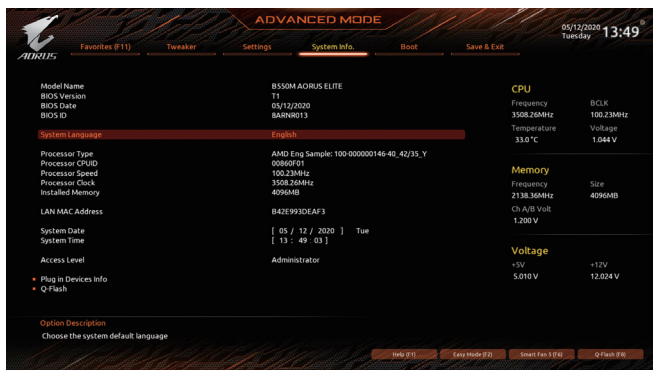 ADVANCED MODE
05/12/2020 13:49
Tuesday
AORUS
Favorites (F11) Tweaker Settings System Info. Boot Save & Exit
Model Name B550M AORUS ELITE
BIOS Version T1
BIOS Date 05/12/2020
BIOS ID 8ARNR013
System Language English
Processor Type AMD Eng Sample: 100-000000146-40_42/35_Y
Processor CPUID 00860F01
Processor Speed 100.23MHz
Processor Clock 3508.26MHz
Installed Memory 4096MB
LAN MAC Address B42E993DEAF3
System Date [ 05 / 12 / 2020 ] Tue
System Time [ 13 : 49 : 03 ]
Access Level Administrator
Plug in Devices Info
Q-Flash
CPU
Frequency BCLK
3508.26MHz 100.23MHz
Temperature Voltage
33.0 °C 1.044 V
Memory
Frequency Size
2138.36MHz 4096MB
Ch A/B Volt
1.200 V
Voltage
+5V +12V
5.010 V 12.024 V
Option Description
Choose the system default language
Help (F1) Easy Mode (F2) Smart Fan 5 (F6) Q-Flash (F8)